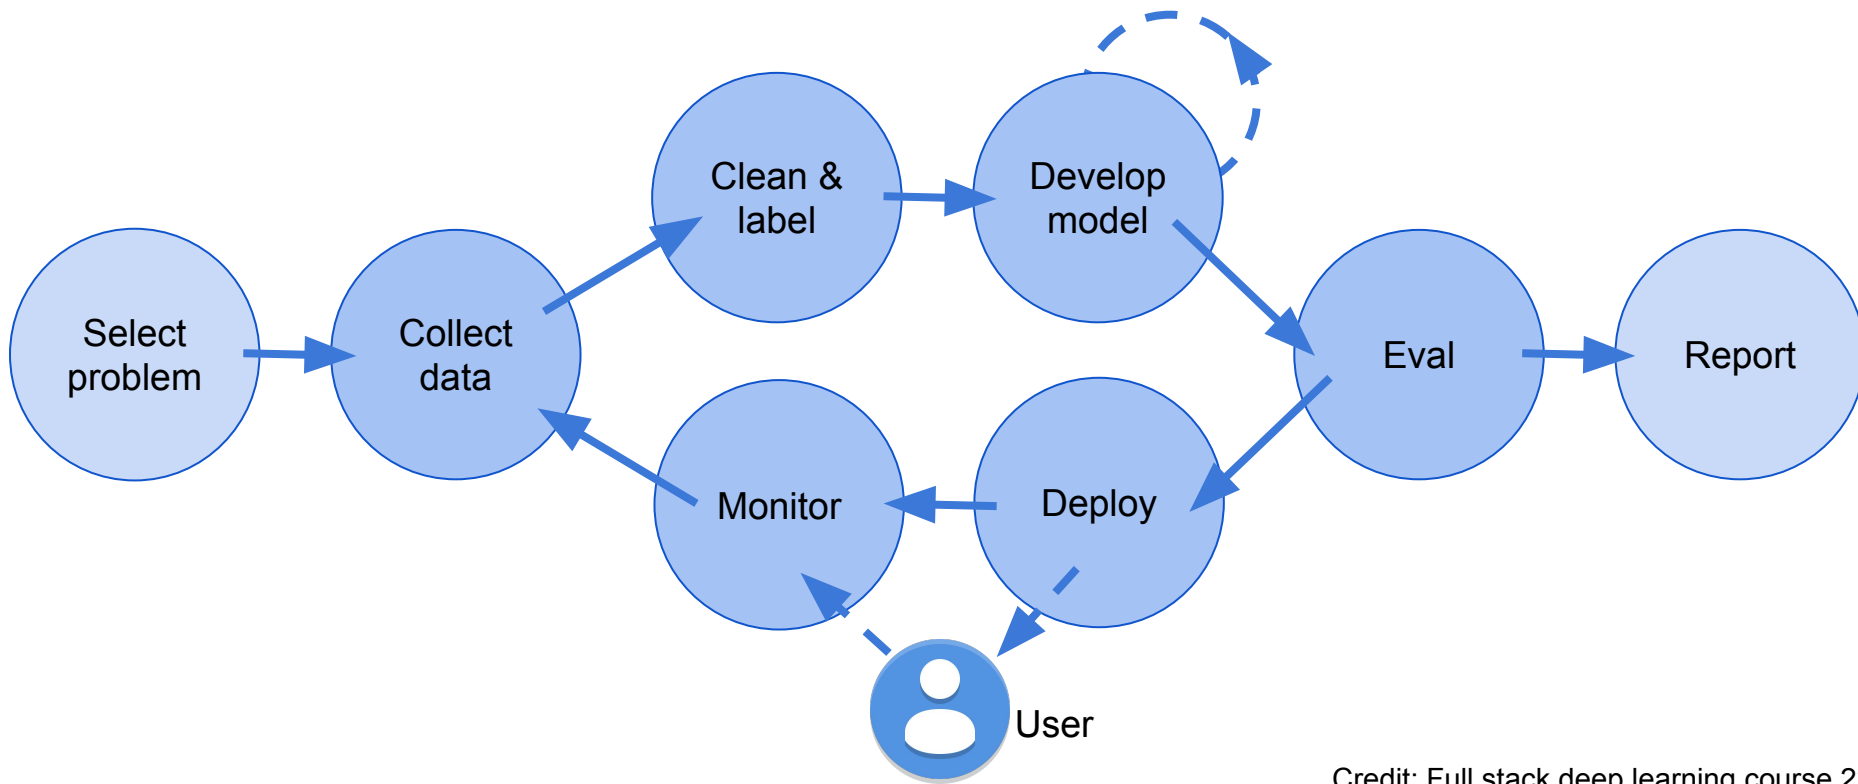 Clean &
label
Develop
model
Select
problem
Collect
data
Eval
Report
Monitor
Deploy
User
Credit: Full stack deep learning course 2